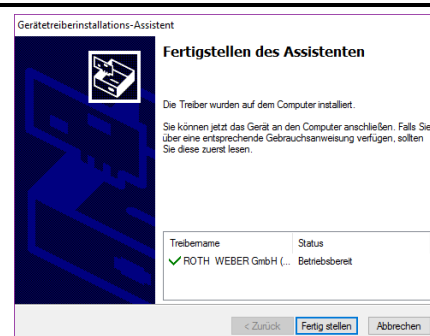 Gerätetreiberinstallations-Assistent
Fertigstellen des Assistenten
Die Treiber wurden auf dem Computer installiert.
Sie können jetzt das Gerät an den Computer anschließen. Falls Sie
über eine entsprechende Gebrauchsanweisung verfügen, sollten
Sie diese zuerst lesen.
Treibername Status
ROTH WEBER GmbH (... Betriebsbereit
< Zurück Fertig stellen Abbrechen